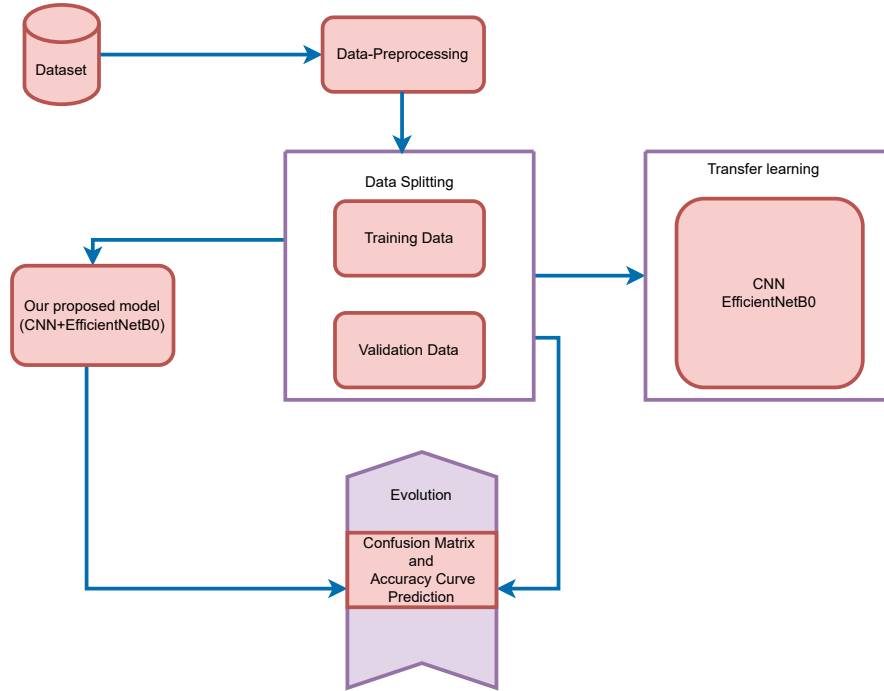 Dataset
Data-Preprocessing
Data Splitting
Training Data
Validation Data
Transfer learning
CNN
EfficientNetB0
Our proposed model
(CNN+EfficientNetB0)
Evolution
Confusion Matrix
and
Accuracy Curve
Prediction